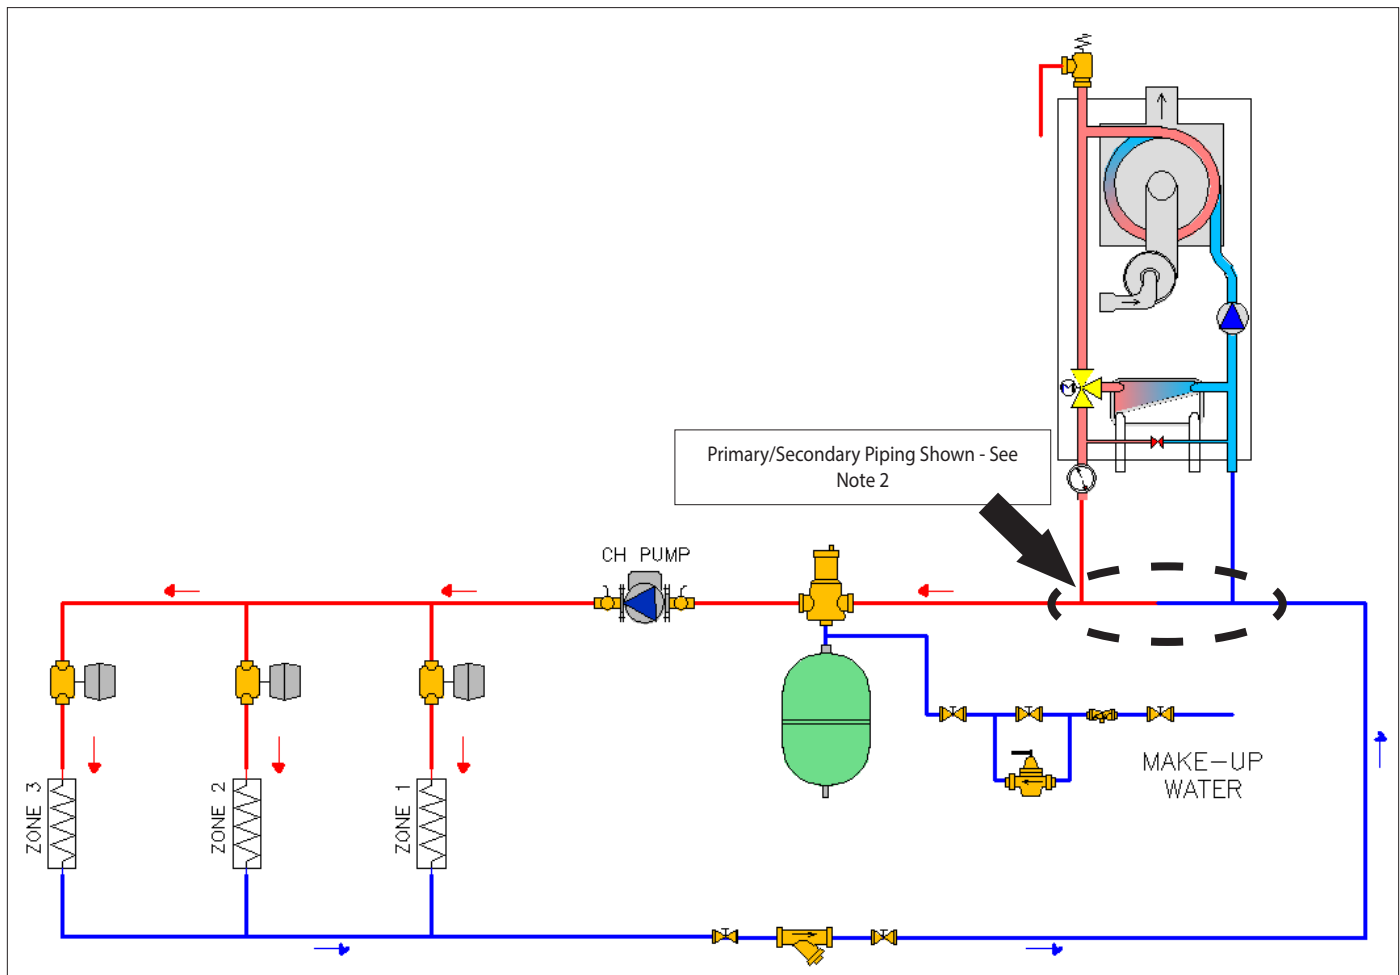 Primary/Secondary Piping Shown - See
Note 2
CH PUMP
M
MAKE-UP
WATER
ZONE 3
ZONE 2
ZONE 1